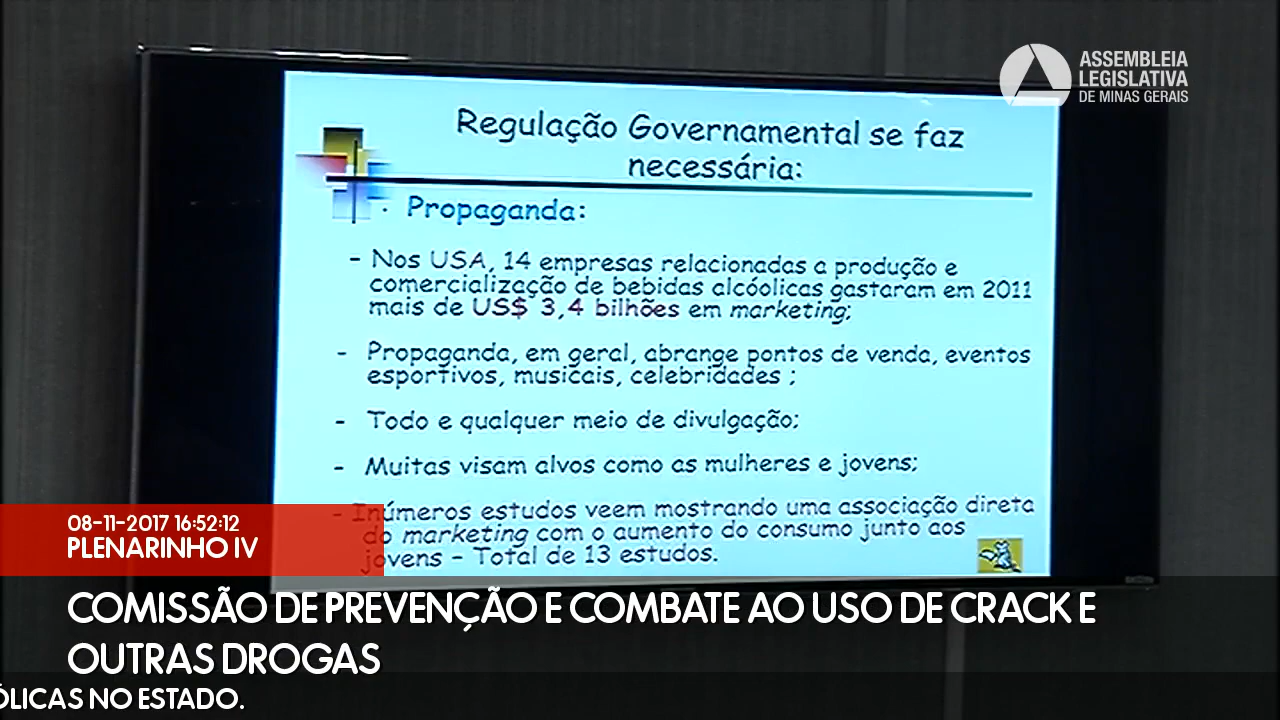 ASSEMBLEIA
LEGISLATIVA
DE MINAS GERAIS
Regulação Governamental se faz
necessária:
· Propaganda:
- Nos USA, 14 empresas relacionadas a produção e
comercialização de bebidas alcóolicas gastaram em 2011
mais de US$ 3,4 bilhões em marketing;
- Propaganda, em geral, abrange pontos de venda, eventos
esportivos, musicais, celebridades ;
- Todo e qualquer meio de divulgação;
- Muitas visam alvos como as mulheres e jovens;
- Inúmeros estudos veem mostrando uma associação direta
do marketing com o aumento do consumo junto aos
jovens - Total de 13 estudos.
08-11-2017 16:52:12
PLENARINHO IV
COMISSÃO DE PREVENÇÃO E COMBATE AO USO DE CRACK E
OUTRAS DROGAS
ÓLICAS NO ESTADO.